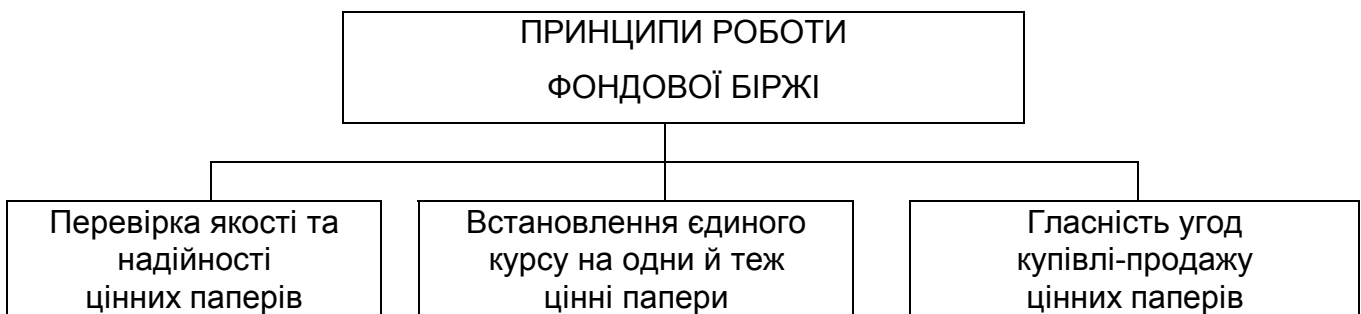 ПРИНЦИПИ РОБОТИ
ФОНДОВОЇ БІРЖІ
Перевірка якості та
надійності
цінних паперів
Встановлення єдиного
курсу на одни й теж
цінні папери
Гласність угод
купівлі-продажу
цінних паперів